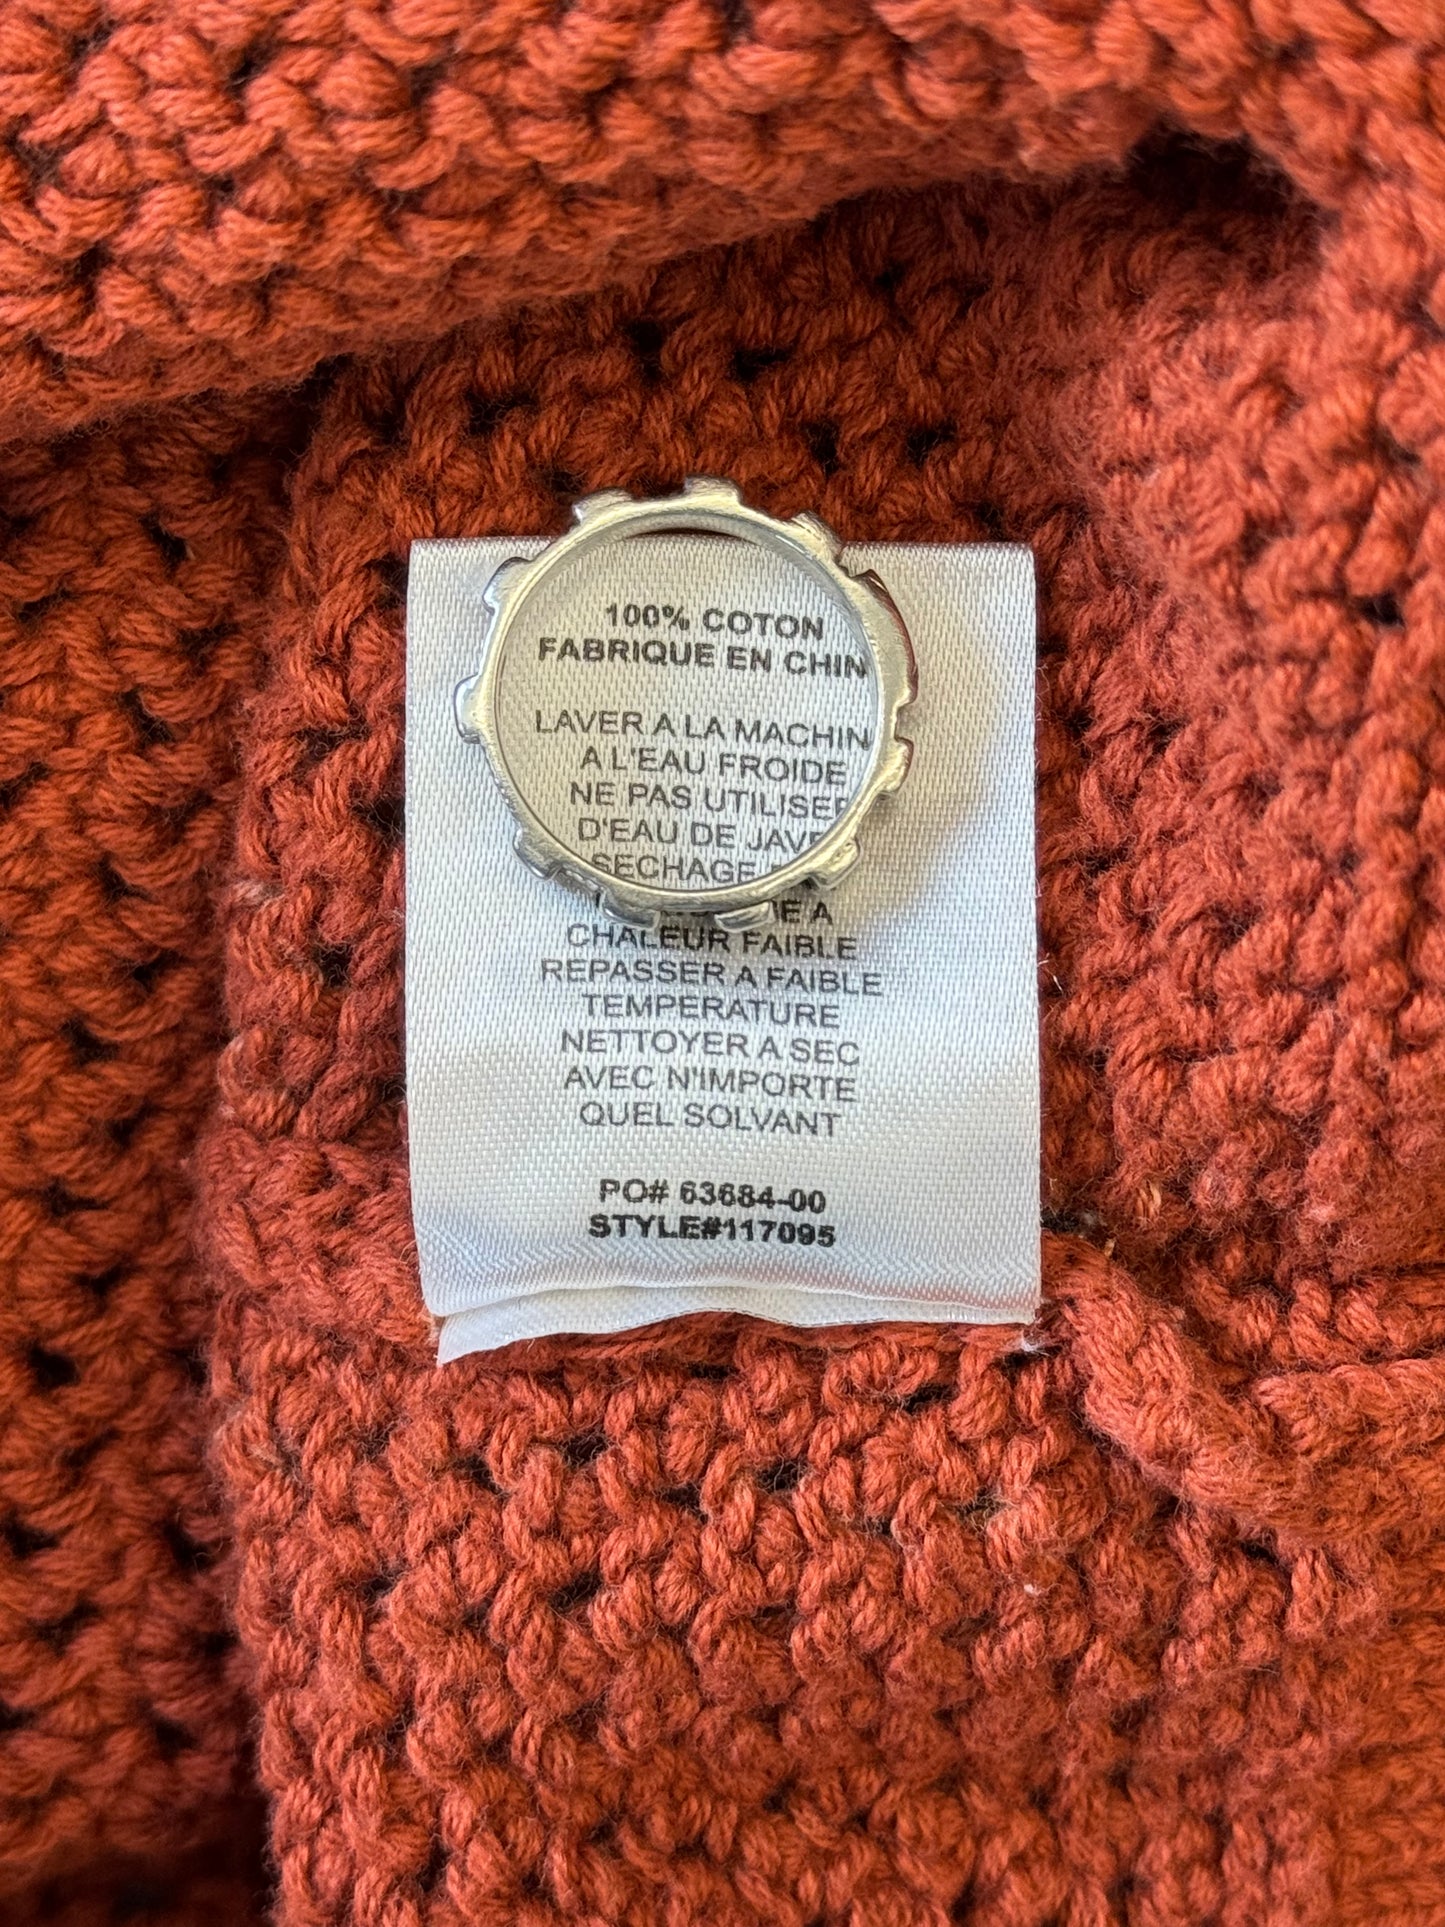 100% COTON
FABRIQUE EN CHIN
LAVER A LA MACHIN
A L'EAU FROIDE
NE PAS UTILISER
D'EAU DE JAVE
SECHAGE
A
CHALEUR FAIBLE
REPASSER A FAIBLE
TEMPERATURE
NETTOYER A SEC
AVEC N'IMPORTE
QUEL SOLVANT
PO# 63684-00
STYLE#117095